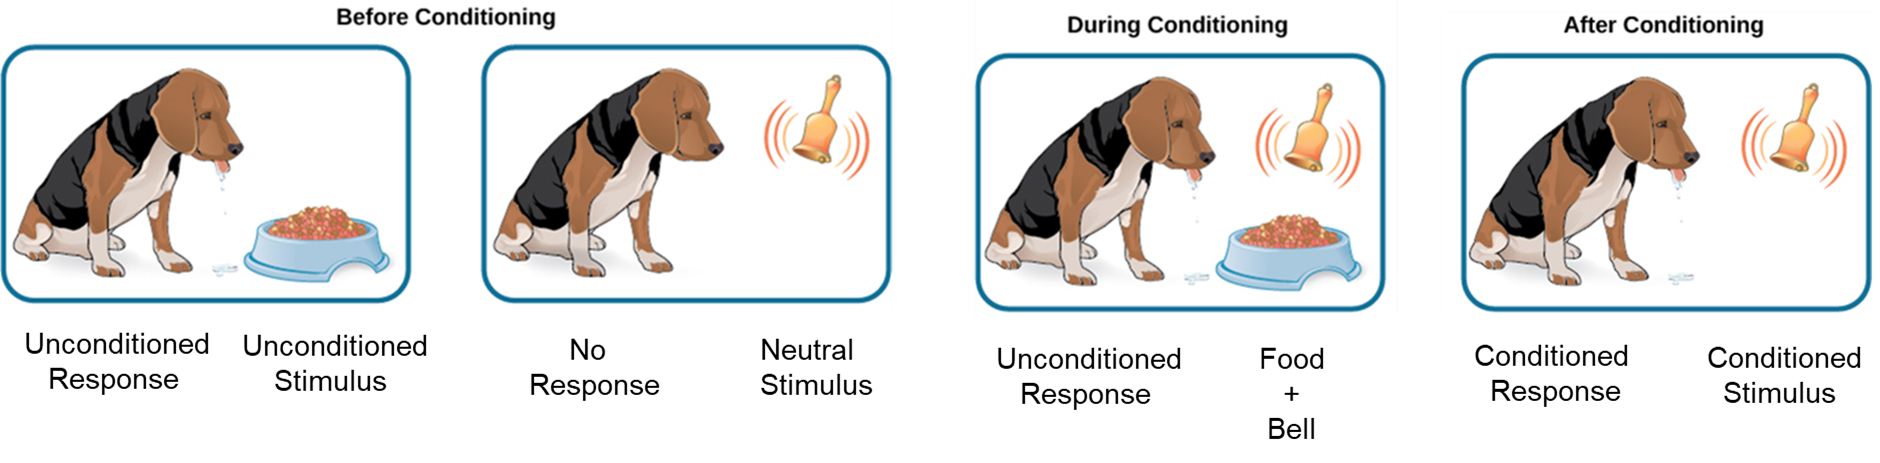 Before Conditioning
During Conditioning
After Conditioning
Unconditioned
Response
Unconditioned
Stimulus
No
Response
Neutral
Stimulus
Unconditioned
Response
Food
+
Bell
Conditioned
Response
Conditioned
Stimulus